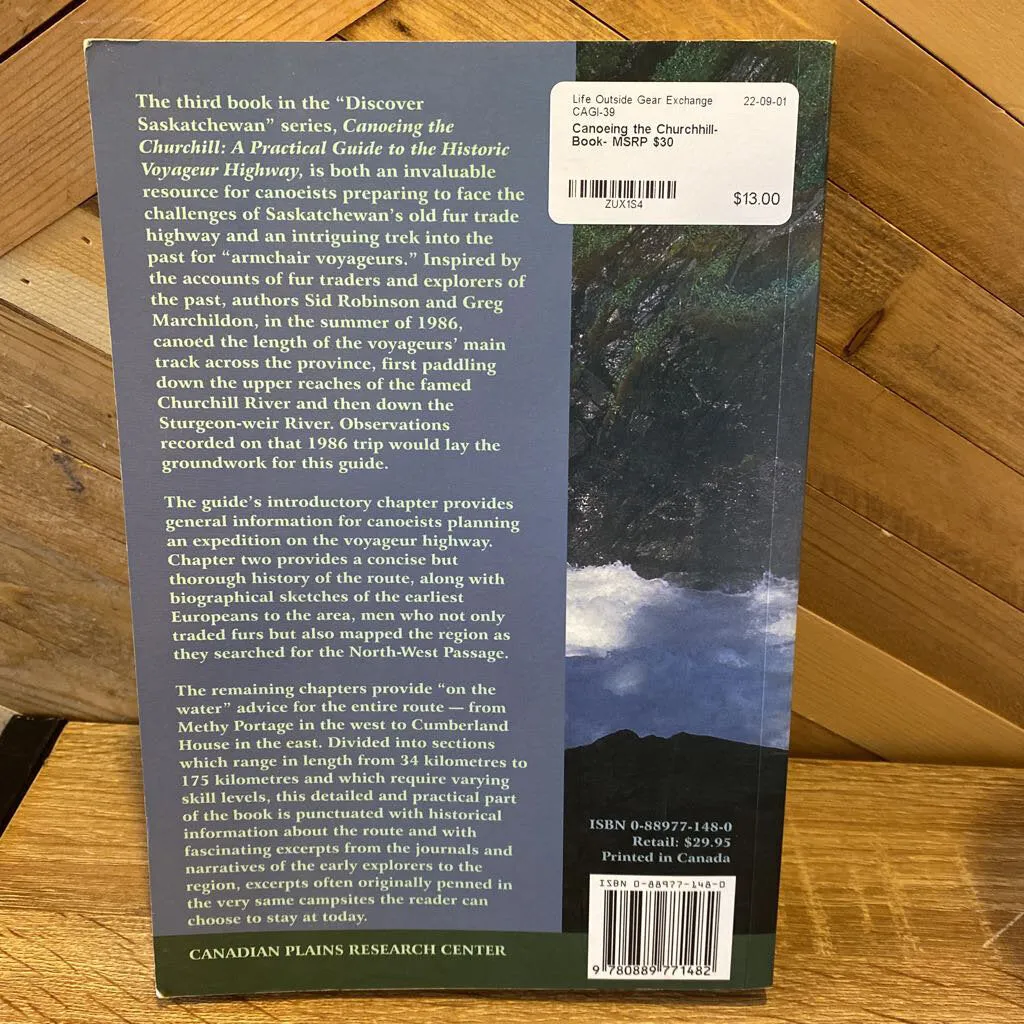 The third book in the “Discover
Saskatchewan” series, Canoeing the
Churchill: A Practical Guide to the Historic
Voyageur Highway, is both an invaluable
resource for canoeists preparing to face the
challenges of Saskatchewan’s old fur trade
highway and an intriguing trek into the
past for “armchair voyageurs.” Inspired by
the accounts of fur traders and explorers of
the past, authors Sid Robinson and Greg
Marchildon, in the summer of 1986,
canoed the length of the voyageurs’ main
track across the province, first paddling
down the upper reaches of the famed
Churchill River and then down the
Sturgeon-weir River. Observations
recorded on that 1986 trip would lay the
groundwork for this guide.
The guide’s introductory chapter provides
general information for canoeists planning
an expedition on the voyageur highway.
Chapter two provides a concise but
thorough history of the route, along with
biographical sketches of the earliest
Europeans to the area, men who not only
traded furs but also mapped the region as
they searched for the North-West Passage.
The remaining chapters provide “on the
water” advice for the entire route — from
Methy Portage in the west to Cumberland
House in the east. Divided into sections
which range in length from 34 kilometres to
175 kilometres and which require varying
skill levels, this detailed and practical part
of the book is punctuated with historical
information about the route and with
fascinating excerpts from the journals and
narratives of the early explorers to the
region, excerpts often originally penned in
the very same campsites the reader can
choose to stay at today.
CANADIAN PLAINS RESEARCH CENTER
Life Outside Gear Exchange 22-09-01
CAGI-39
Canoeing the Churchhill-
Book- MSRP $30
ZUX1S4
$13.00
ISBN 0-88977-148-0
Retail: $29.95
Printed in Canada
ISBN 0-88977-148-0
9 780889 771482